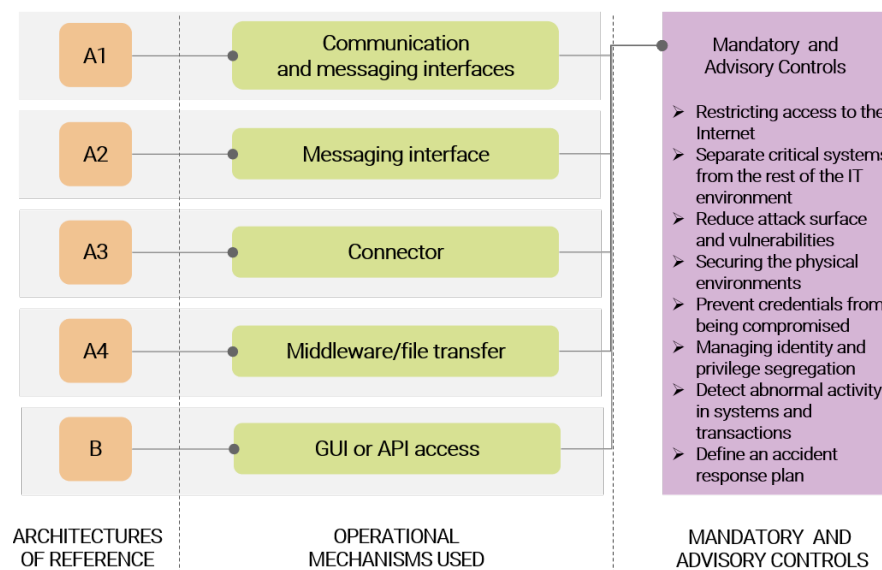 A1
Communication
and messaging interfaces
A2
Messaging interface
A3
Connector
A4
Middleware/file transfer
B
GUI or API access
Mandatory and
Advisory Controls
➢ Restricting access to the
Internet
➢ Separate critical systems
from the rest of the IT
environment
➢ Reduce attack surface
and vulnerabilities
➢ Securing the physical
environments
➢ Prevent credentials from
being compromised
➢ Managing identity and
privilege segregation
➢ Detect abnormal activity
in systems and
transactions
➢ Define an accident
response plan
ARCHITECTURES
OF REFERENCE
OPERATIONAL
MECHANISMS USED
MANDATORY AND
ADVISORY CONTROLS